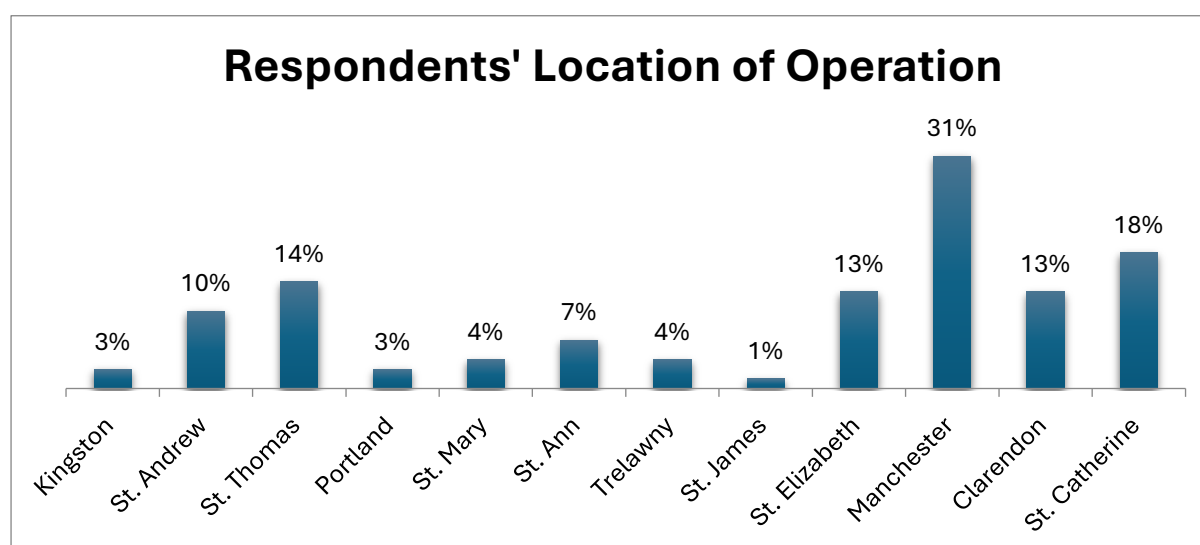 Respondents' Location of Operation
31%
18%
14%
13%
13%
10%
7%
4%
4%
3%
3%
1%
Kingston
St. Andrew
St. Thomas
Portland
St. Mary
St. Ann
Trelawny
St. James
St. Elizabeth
Manchester
Clarendon
St. Catherine